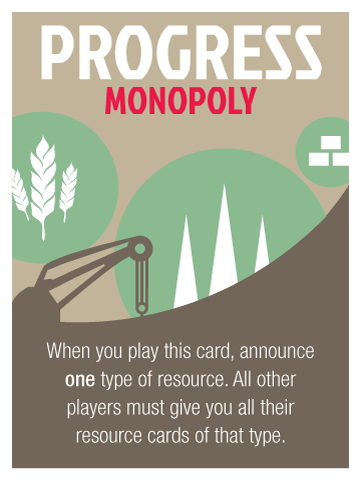 PROGRESS
MONOPOLY
When you play this card, announce
one type of resource. All other
players must give you all their
resource cards of that type.